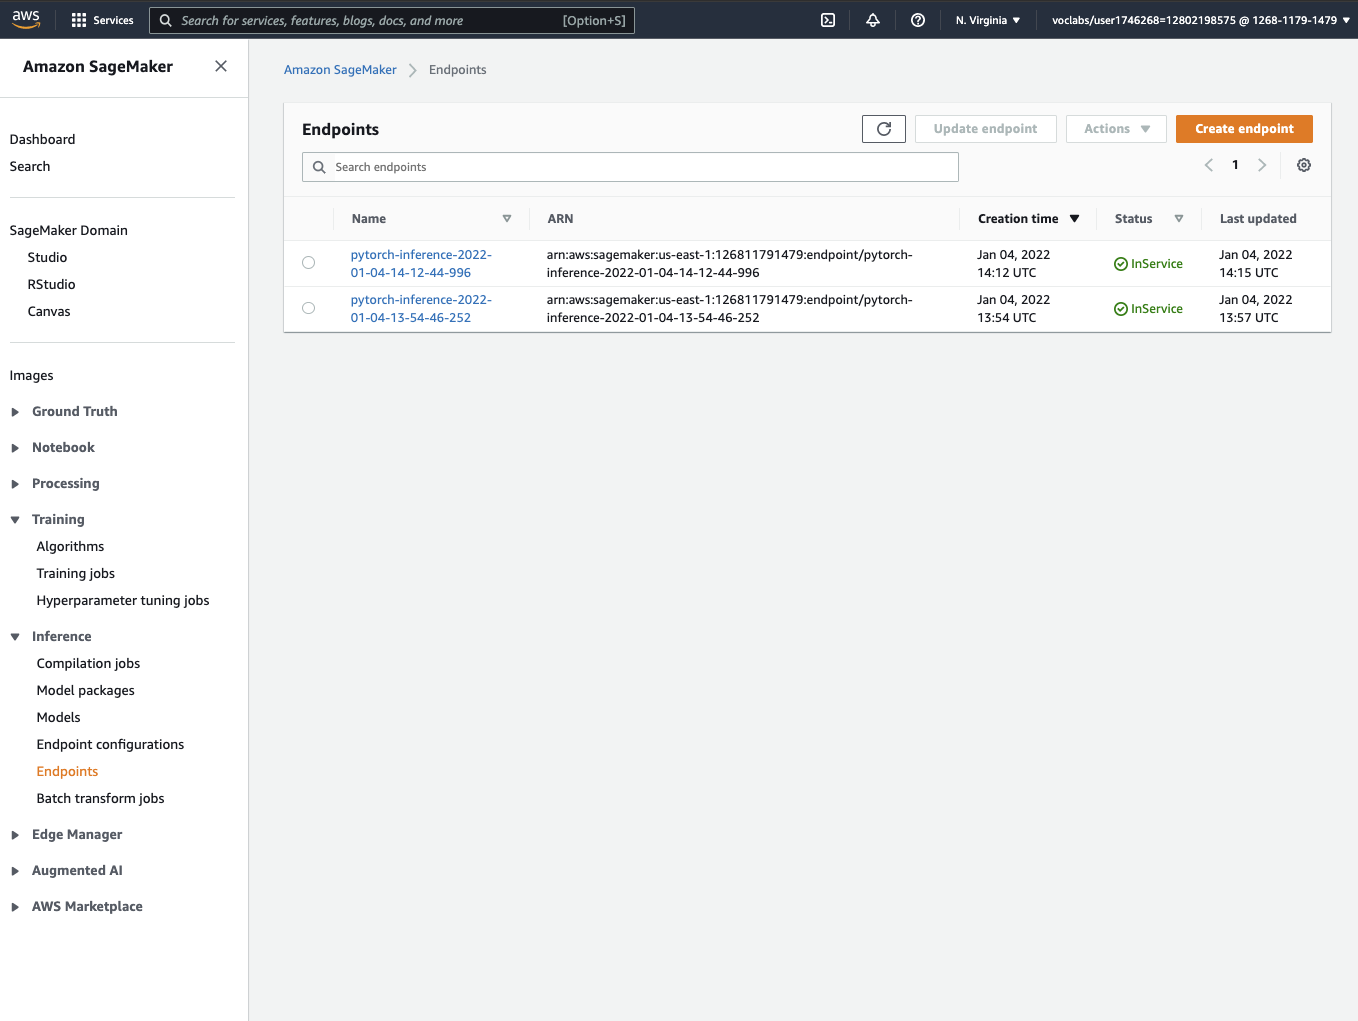 aws
Services
Search for services, features, blogs, docs, and more [Option+S]
N. Virginia
voclabs/user1746268=12802198575 @ 1268-1179-1479
Amazon SageMaker
Dashboard
Search
SageMaker Domain
Studio
RStudio
Canvas
Images
Ground Truth
Notebook
Processing
Training
Algorithms
Training jobs
Hyperparameter tuning jobs
Inference
Compilation jobs
Model packages
Models
Endpoint configurations
Endpoints
Batch transform jobs
Edge Manager
Augmented AI
AWS Marketplace
Amazon SageMaker Endpoints
Endpoints
Update endpoint
Actions
Create endpoint
Search endpoints
1
Name ARN Creation time Status Last updated
pytorch-inference-2022- arn:aws:sagemaker:us-east-1:126811791479:endpoint/pytorch- Jan 04, 2022 InService Jan 04, 2022
01-04-14-12-44-996 inference-2022-01-04-14-12-44-996 14:12 UTC 14:15 UTC
pytorch-inference-2022- arn:aws:sagemaker:us-east-1:126811791479:endpoint/pytorch- Jan 04, 2022 InService Jan 04, 2022
01-04-13-54-46-252 inference-2022-01-04-13-54-46-252 13:54 UTC 13:57 UTC